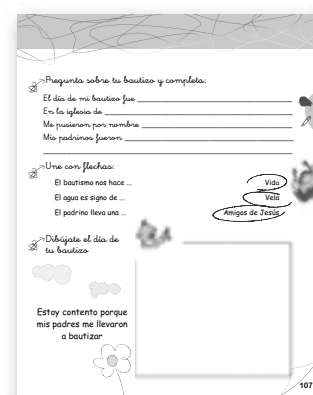 Pregunta sobre tu bautizo y completa:
El día de mi bautizo fue
En la iglesia de
Me pusieron por nombre
Mis padrinos fueron
Une con flechas:
El bautismo nos hace ... Vida
El agua es signo de ... Vela
El padrino lleva una ... Amigos de Jesús
Dibújate el día de
tu bautizo
Estoy contento porque
mis padres me llevaron
a bautizar
107